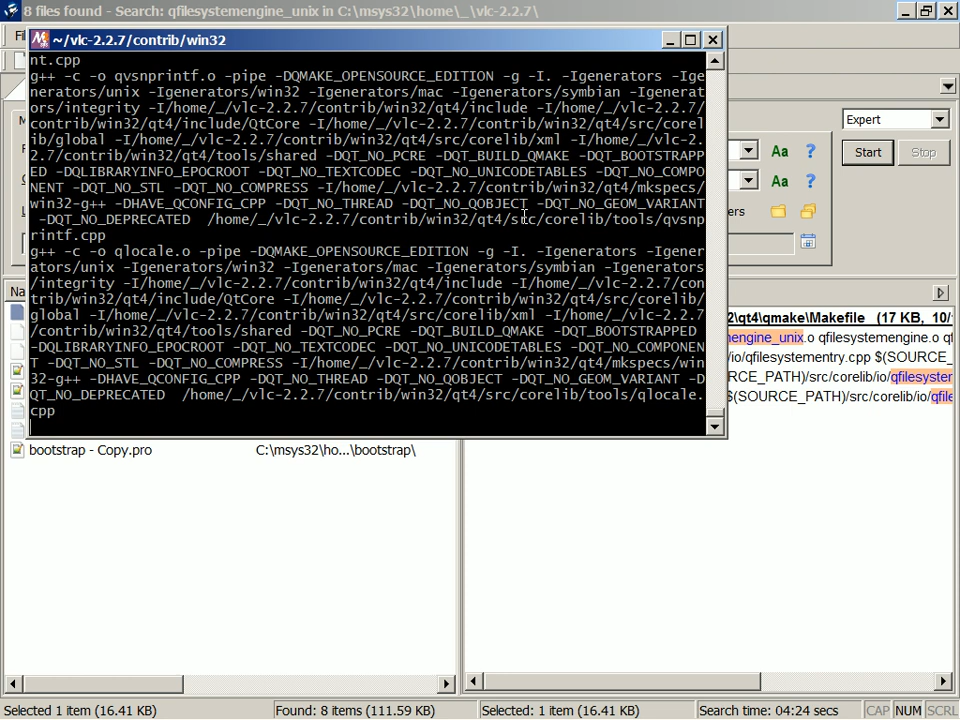 8 files found - Search: qfilesystemengine_unix in C:\msys32\home\_\vlc-2.2.7\
~/vlc-2.2.7/contrib/win32
nt.cpp
g++ -c -o qvsnprintf.o -pipe -DQMAKE_OPENSOURCE_EDITION -g -I. -Igenerators -Ige
nerators/unix -Igenerators/win32 -Igenerators/mac -Igenerators/symbian -Igenerat
ors/integrity -I/home/_/vlc-2.2.7/contrib/win32/qt4/include -I/home/_/vlc-2.2.7/
contrib/win32/qt4/include/QtCore -I/home/_/vlc-2.2.7/contrib/win32/qt4/src/corel
ib/global -I/home/_/vlc-2.2.7/contrib/win32/qt4/src/corelib/xml -I/home/_/vlc-2.
2.7/contrib/win32/qt4/tools/shared -DQT_NO_PCRE -DQT_BUILD_QMAKE -DQT_BOOTSTRAPP
ED -DQLIBRARYINFO_EPOCROOT -DQT_NO_TEXTCODEC -DQT_NO_UNICODETABLES -DQT_NO_COMPO
NENT -DQT_NO_STL -DQT_NO_COMPRESS -I/home/_/vlc-2.2.7/contrib/win32/qt4/mkspecs/
win32-g++ -DHAVE_QCONFIG_CPP -DQT_NO_THREAD -DQT_NO_QOBJECT -DQT_NO_GEOM_VARIANT
-DQT_NO_DEPRECATED /home/_/vlc-2.2.7/contrib/win32/qt4/src/corelib/tools/qvsnp
rintf.cpp
g++ -c -o qlocale.o -pipe -DQMAKE_OPENSOURCE_EDITION -g -I. -Igenerators -Igener
ators/unix -Igenerators/win32 -Igenerators/mac -Igenerators/symbian -Igenerators
/integrity -I/home/_/vlc-2.2.7/contrib/win32/qt4/include -I/home/_/vlc-2.2.7/con
trib/win32/qt4/include/QtCore -I/home/_/vlc-2.2.7/contrib/win32/qt4/src/corelib/
global -I/home/_/vlc-2.2.7/contrib/win32/qt4/src/corelib/xml -I/home/_/vlc-2.2.7
/contrib/win32/qt4/tools/shared -DQT_NO_PCRE -DQT_BUILD_QMAKE -DQT_BOOTSTRAPPED
-DQLIBRARYINFO_EPOCROOT -DQT_NO_TEXTCODEC -DQT_NO_UNICODETABLES -DQT_NO_COMPONEN
T -DQT_NO_STL -DQT_NO_COMPRESS -I/home/_/vlc-2.2.7/contrib/win32/qt4/mkspecs/win
32-g++ -DHAVE_QCONFIG_CPP -DQT_NO_THREAD -DQT_NO_QOBJECT -DQT_NO_GEOM_VARIANT -D
QT_NO_DEPRECATED /home/_/vlc-2.2.7/contrib/win32/qt4/src/corelib/tools/qlocale.
cpp
Expert
Aa ? Start Stop
Aa ?
ers
Na
2\qt4\qmake\Makefile (17 KB, 10/
nengine_unix.o qfilesystemengine.o qf
/io/qfilesystementry.cpp $(SOURCE_
RCE_PATH)/src/corelib/io/qfilesyster
$(SOURCE_PATH)/src/corelib/io/qfile
bootstrap - Copy.pro C:\msys32\ho...\bootstrap\
Selected 1 item (16.41 KB) Found: 8 items (111.59 KB) Selected: 1 item (16.41 KB) Search time: 04:24 secs CAP NUM SCRL